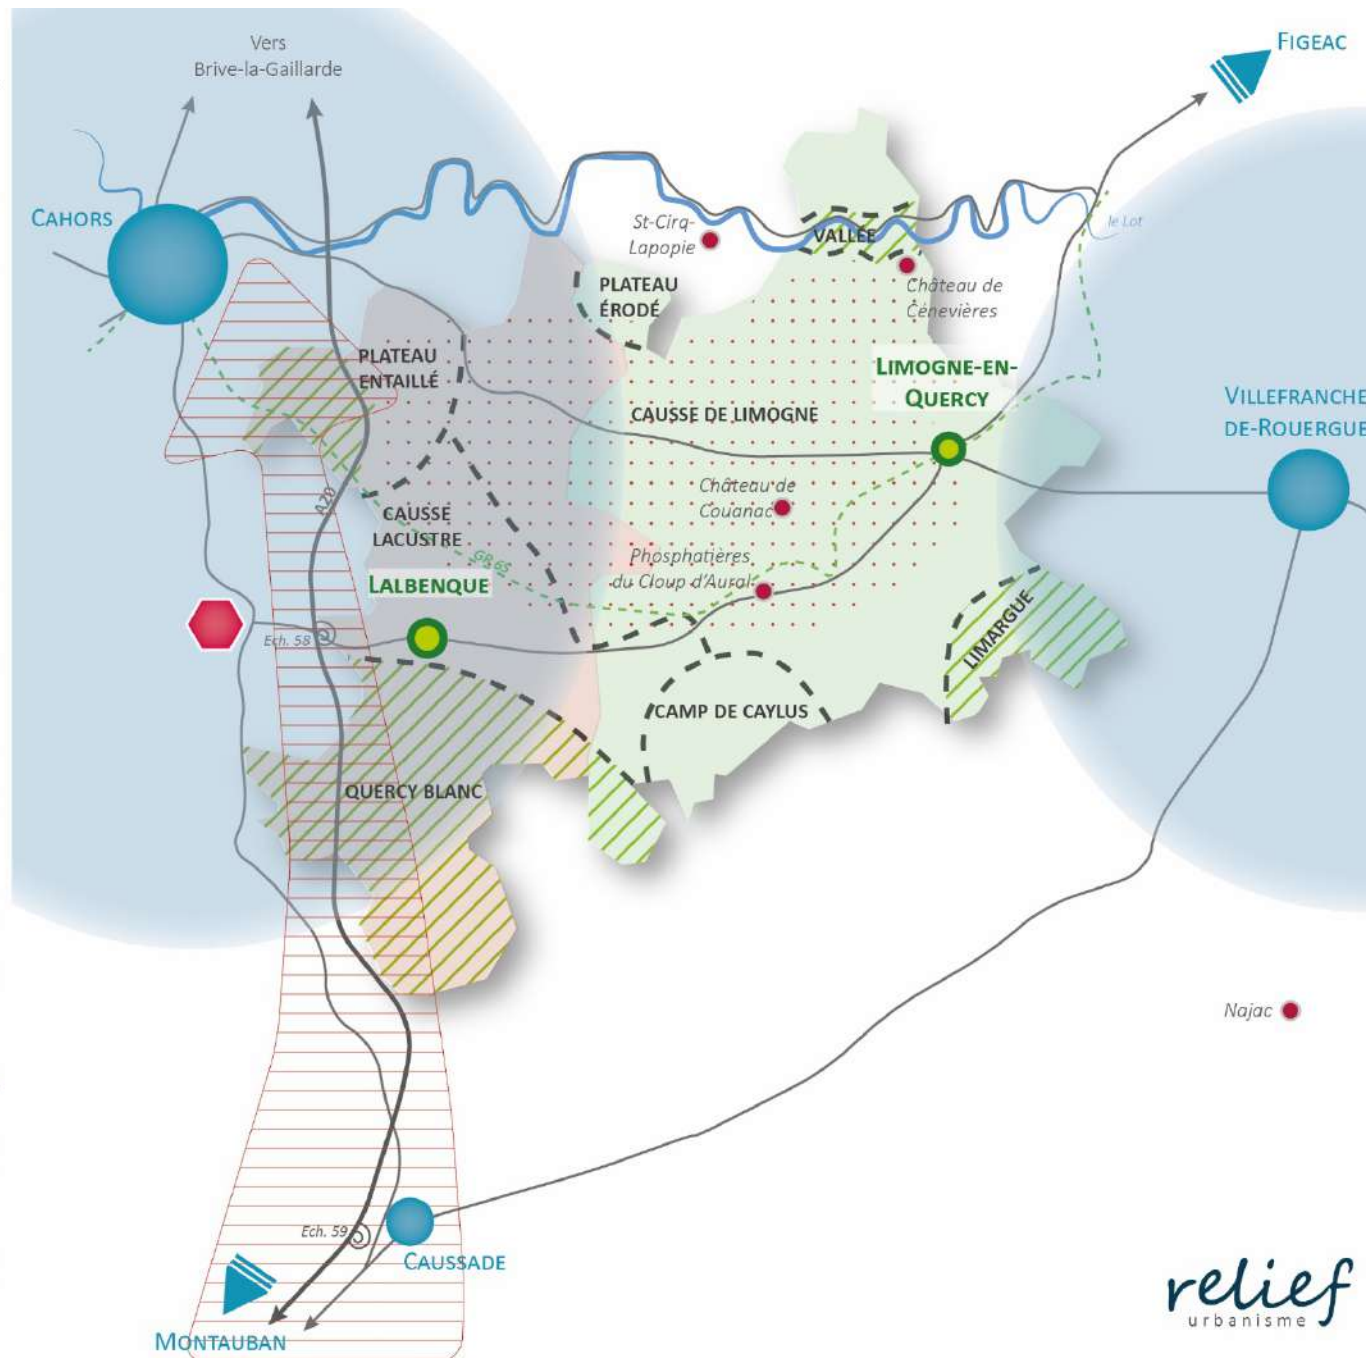 Vers
Brive-la-Gaillarde
FIGEAC
CAHORS
St-Cirq-
Lapopie
VALLÉE
le Lot
PLATEAU
ÉRODÉ
Château de
Cénevières
PLATEAU
ENTAILLÉ
LIMOGNE-EN-
QUERCY
CAUSSE DE LIMOGNE
VILLEFRANCHE
DE-ROUERGUE
A20
Château de
Couanac
CAUSSE
LACUSTRE
GR 65
Phosphatières
du Cloup d'Aural
LALBENQUE
Ech. 58
LIMARGUE
CAMP DE CAYLUS
QUERCY BLANC
Najac
Ech. 59
CAUSSADE
MONTAUBAN
relief
urbanisme